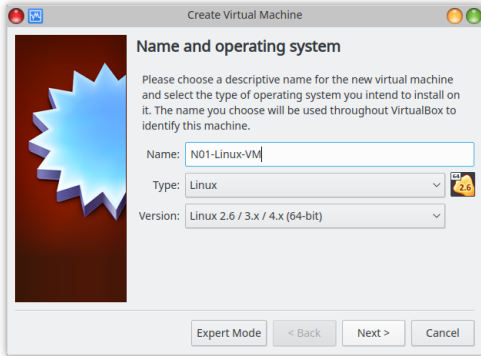 Create Virtual Machine
Name and operating system
Please choose a descriptive name for the new virtual machine
and select the type of operating system you intend to install on
it. The name you choose will be used throughout VirtualBox to
identify this machine.
Name: N01-Linux-VM
Type: Linux
64
2.6
Version: Linux 2.6 / 3.x / 4.x (64-bit)
Expert Mode < Back Next > Cancel